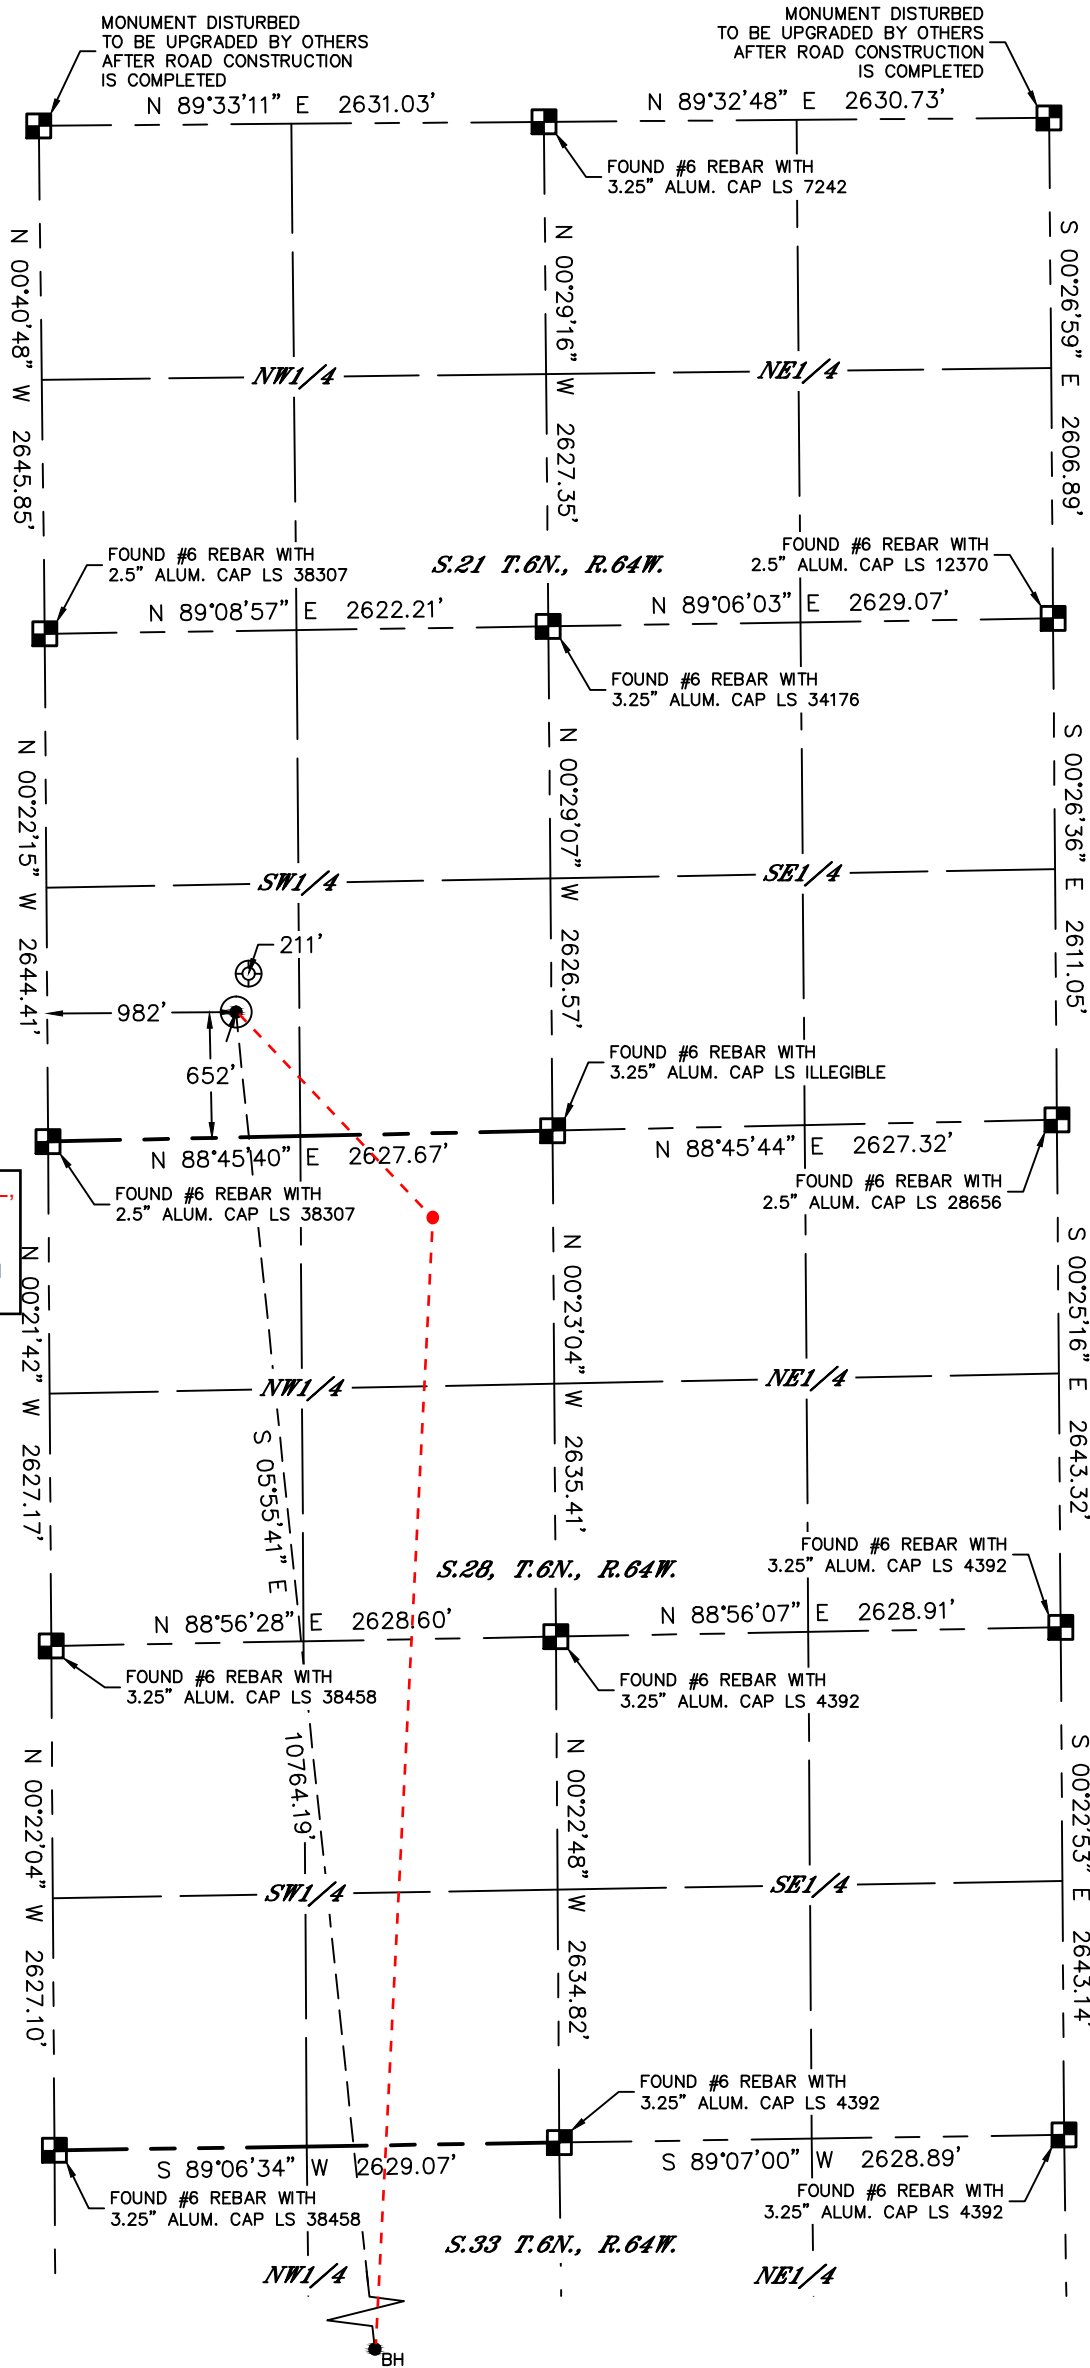 MONUMENT DISTURBED
TO BE UPGRADED BY OTHERS
AFTER ROAD CONSTRUCTION
IS COMPLETED
MONUMENT DISTURBED
TO BE UPGRADED BY OTHERS
AFTER ROAD CONSTRUCTION
IS COMPLETED
N 89°33'11" E 2631.03'
N 89°32'48" E 2630.73'
FOUND #6 REBAR WITH
3.25" ALUM. CAP LS 7242
N 00°40'48" W 2645.85'
N 00°29'16" W 2627.35'
S 00°26'59" E 2606.89'
NW1/4
NE1/4
FOUND #6 REBAR WITH
2.5" ALUM. CAP LS 38307
S.21 T.6N., R.64W.
FOUND #6 REBAR WITH
2.5" ALUM. CAP LS 12370
N 89°08'57" E 2622.21'
N 89°06'03" E 2629.07'
FOUND #6 REBAR WITH
3.25" ALUM. CAP LS 34176
N 00°22'15" W 2644.41'
N 00°29'07" W 2626.57'
S 00°26'36" E 2611.05'
SW1/4
SE1/4
211'
982'
652'
FOUND #6 REBAR WITH
3.25" ALUM. CAP LS ILLEGIBLE
N 88°45'40" E 2627.67'
N 88°45'44" E 2627.32'
FOUND #6 REBAR WITH
2.5" ALUM. CAP LS 38307
FOUND #6 REBAR WITH
2.5" ALUM. CAP LS 28656
N 00°21'42" W 2627.17'
N 00°23'04" W 2635.41'
S 00°25'16" E 2643.32'
NW1/4
NE1/4
S 05°55'41" E
10764.19'
S.28, T.6N., R.64W.
FOUND #6 REBAR WITH
3.25" ALUM. CAP LS 4392
N 88°56'28" E 2628.60'
N 88°56'07" E 2628.91'
FOUND #6 REBAR WITH
3.25" ALUM. CAP LS 38458
FOUND #6 REBAR WITH
3.25" ALUM. CAP LS 4392
N 00°22'04" W 2627.10'
N 00°22'48" W 2634.82'
S 00°22'53" E 2643.14'
SW1/4
SE1/4
FOUND #6 REBAR WITH
3.25" ALUM. CAP LS 4392
S 89°06'34" W 2629.07'
S 89°07'00" W 2628.89'
FOUND #6 REBAR WITH
3.25" ALUM. CAP LS 38458
FOUND #6 REBAR WITH
3.25" ALUM. CAP LS 4392
S.33 T.6N., R.64W.
NW1/4
NE1/4
BH